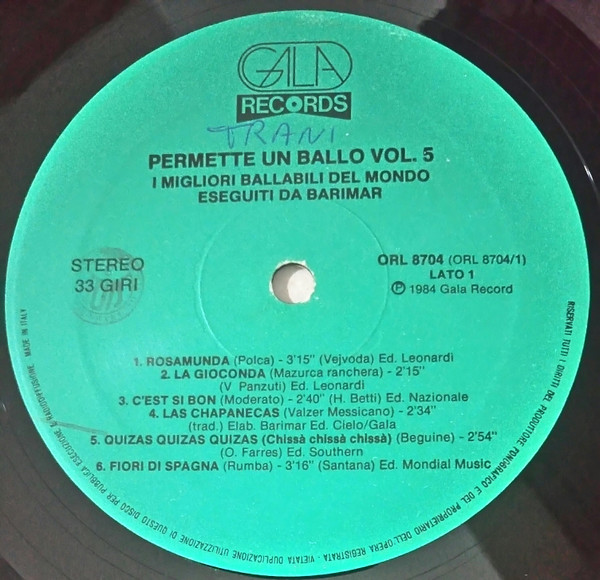 GALA
RECORDS
TRANI
PERMETTE UN BALLO VOL. 5
I MIGLIORI BALLABILI DEL MONDO
ESEGUITI DA BARIMAR
STEREO
33 GIRI
ORL 8704 (ORL 8704/1)
LATO 1
Ⓟ 1984 Gala Record
1. ROSAMUNDA (Polca) - 3'15" (Vejvoda) Ed. Leonardi
2. LA GIOCONDA (Mazurca ranchera) - 2'15"
(V. Panzuti) Ed. Leonardi
3. C'EST SI BON (Moderato) - 2'40" (H. Betti) Ed. Nazionale
4. LAS CHAPANECAS (Valzer Messicano) - 2'34"
(trad.) Elab. Barimar Ed. Cielo/Gala
5. QUIZAS QUIZAS QUIZAS (Chissà chissà chissà) (Beguine) - 2'54"
(O. Farres) Ed. Southern
6. FIORI DI SPAGNA (Rumba) - 3'16" (Santana) Ed. Mondial Music
RISERVATI TUTTI I DIRITTI DEL PRODUTTORE FONOGRAFICO E DEL PROPRIETARIO DELL'OPERA REGISTRATA - VIETATA DUPLICAZIONE UTILIZZAZIONE DI QUESTO DISCO PER PUBBLICA ESECUZIONE E RADIODIFFUSIONE. MADE IN ITALY